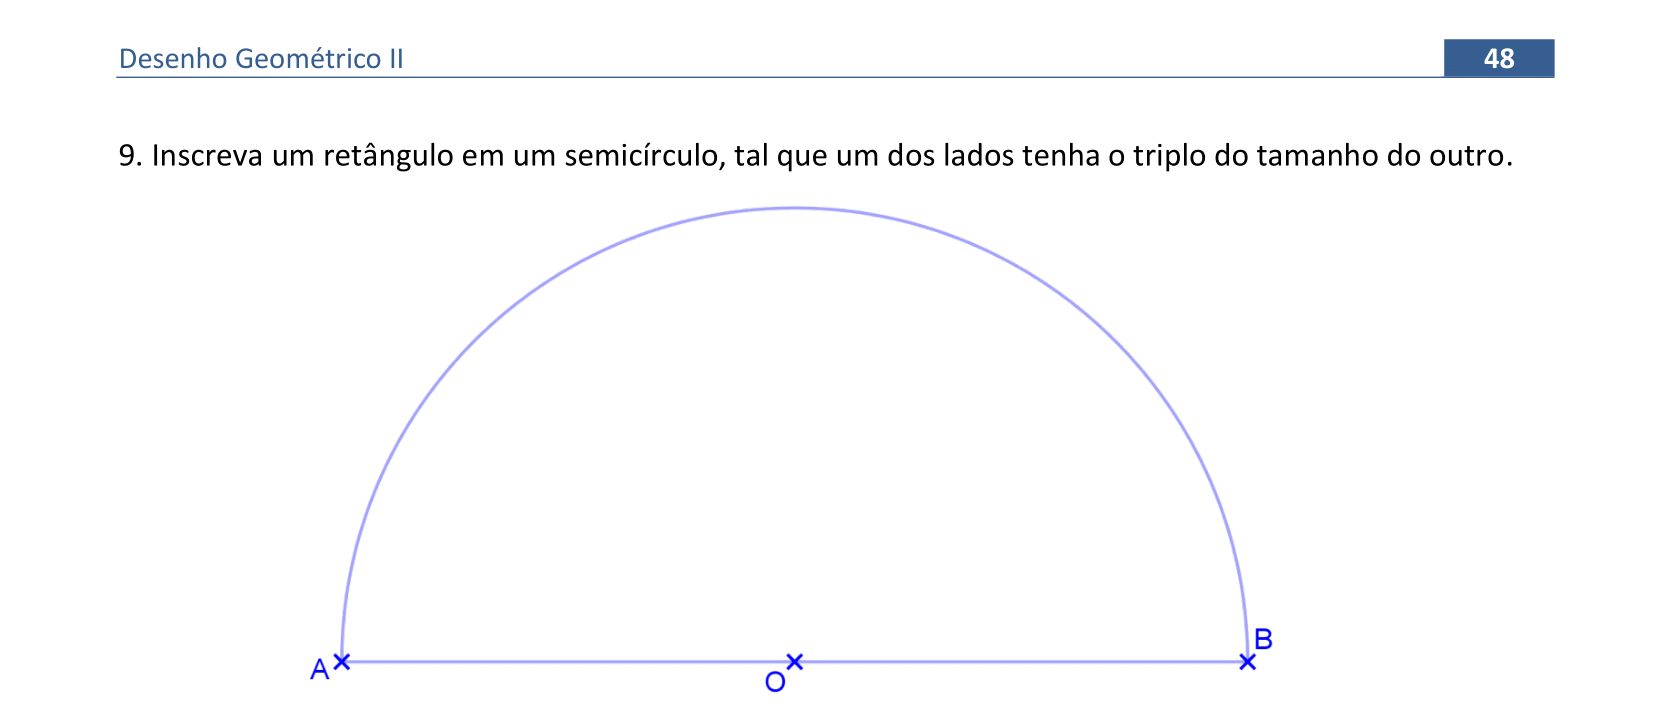 Desenho Geométrico II
48
9. Inscreva um retângulo em um semicírculo, tal que um dos lados tenha o triplo do tamanho do outro.
B
A
O